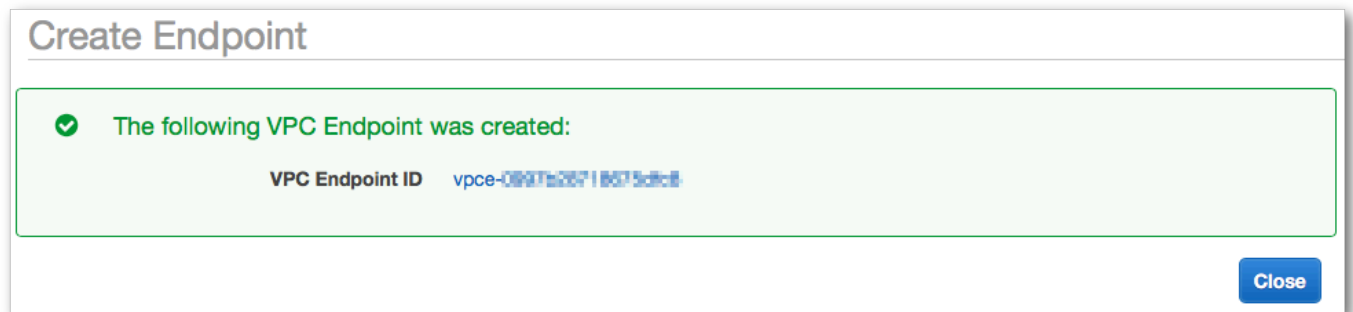 Create Endpoint
The following VPC Endpoint was created:
VPC Endpoint ID vpce-
Close